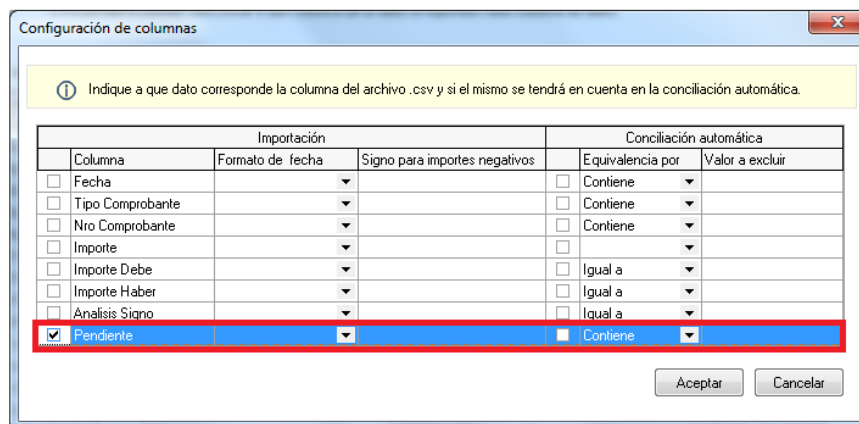 Configuración de columnas
x
Indique a que dato corresponde la columna del archivo .csv y si el mismo se tendrá en cuenta en la conciliación automática.
Importación Conciliación automática
Columna Formato de fecha Signo para importes negativos Equivalencia por Valor a excluir
Fecha Contiene
Tipo Comprobante Contiene
Nro Comprobante Contiene
Importe
Importe Debe Igual a
Importe Haber Igual a
Analisis Signo Igual a
Pendiente Contiene
Aceptar Cancelar